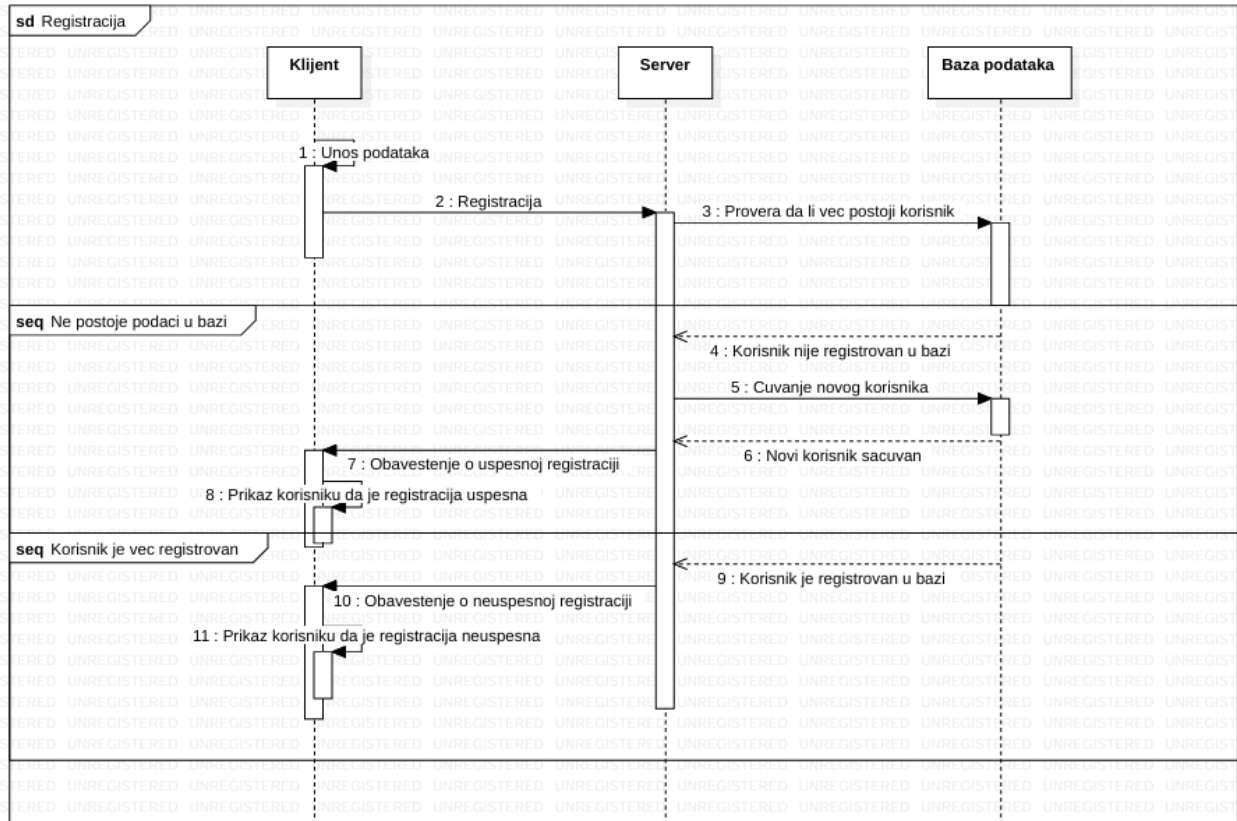 sd Registracija
Klijent
Server
Baza podataka
1 : Unos podataka
2 : Registracija
3 : Provera da li vec postoji korisnik
seq Ne postoje podaci u bazi
4 : Korisnik nije registrovan u bazi
5 : Cuvanje novog korisnika
6 : Novi korisnik sacuvan
7 : Obavestenje o uspesnoj registraciji
8 : Prikaz korisniku da je registracija uspesna
seq Korisnik je vec registrovan
9 : Korisnik je registrovan u bazi
10 : Obavestenje o neuspesnoj registraciji
11 : Prikaz korisniku da je registracija neuspesna
UNREGISTERED